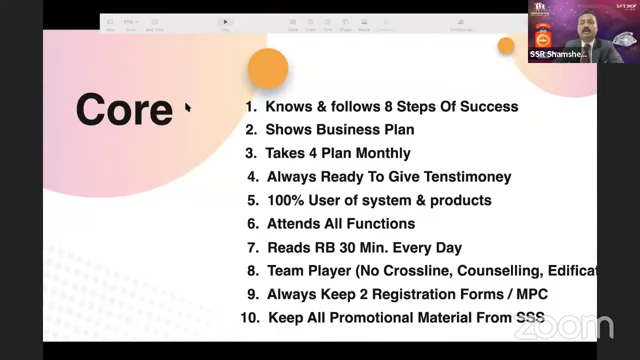 Core
1. Knows & follows 8 Steps Of Success
2. Shows Business Plan
3. Takes 4 Plan Monthly
4. Always Ready To Give Tenstimoney
5. 100% User of system & products
6. Attends All Functions
7. Reads RB 30 Min. Every Day
8. Team Player (No Crossline, Counselling, Edificat
9. Always Keep 2 Registration Forms / MPC
10. Keep All Promotional Material From SSS
SSR Shamshe...
zoom